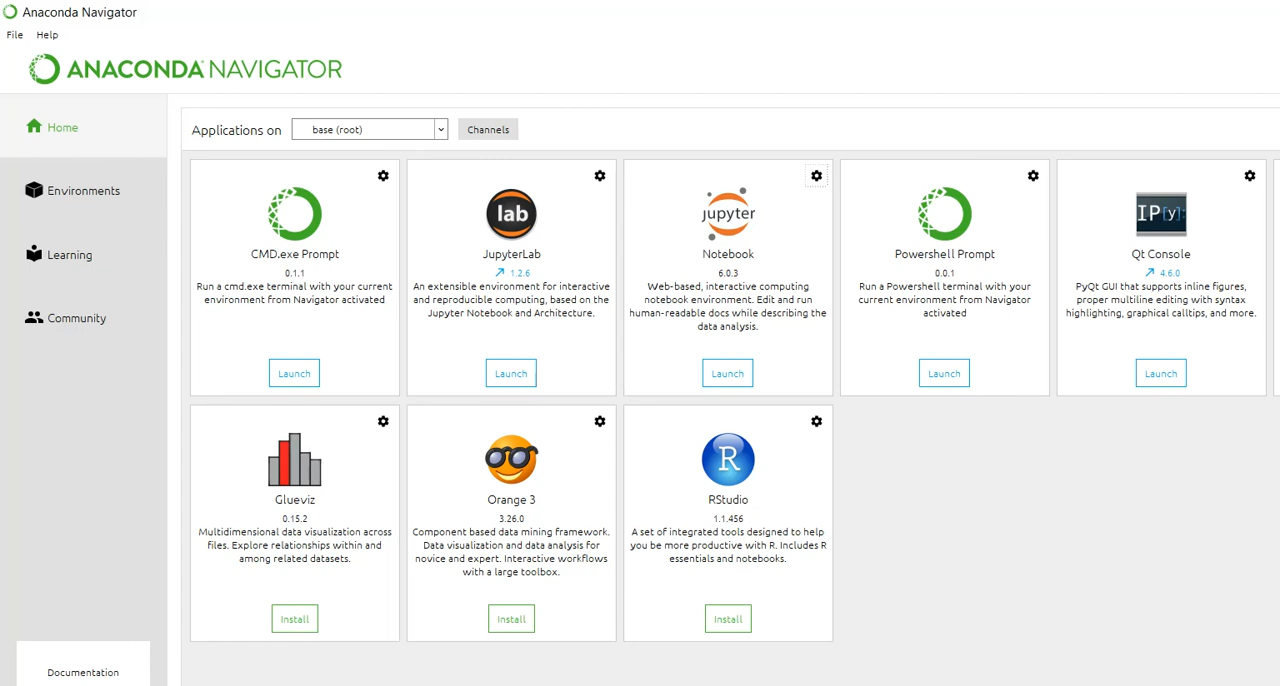 Anaconda Navigator
File Help
ANACONDA NAVIGATOR
Home
Environments
Learning
Community
Documentation
Applications on base (root) Channels
CMD.exe Prompt
0.1.1
Run a cmd.exe terminal with your current
environment from Navigator activated
Launch
lab
JupyterLab
1.2.6
An extensible environment for interactive
and reproducible computing, based on the
Jupyter Notebook and Architecture.
Launch
jupyter
Notebook
6.0.3
Web-based, interactive computing
notebook environment. Edit and run
human-readable docs while describing the
data analysis.
Launch
Powershell Prompt
0.0.1
Run a Powershell terminal with your
current environment from Navigator
activated
Launch
IP[y]:
Qt Console
4.6.0
PyQt GUI that supports inline figures,
proper multiline editing with syntax
highlighting, graphical calltips, and more.
Launch
Glueviz
0.15.2
Multidimensional data visualization across
files. Explore relationships within and
among related datasets.
Install
Orange 3
3.26.0
Component based data mining framework.
Data visualization and data analysis for
novice and expert. Interactive workflows
with a large toolbox.
Install
R
RStudio
1.1.456
A set of integrated tools designed to help
you be more productive with R. Includes R
essentials and notebooks.
Install